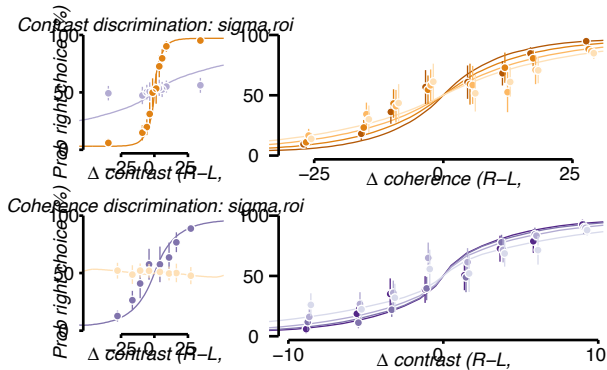 Contrast discrimination: sigma.roi
Prob right choice (%)
100
50
0
−25 0 25
Δ contrast (R−L,
100
50
0
−25 0 25
Δ coherence (R−L,
Coherence discrimination: sigma.roi
Prob right choice (%)
100
50
0
−25 0 25
Δ contrast (R−L,
100
50
0
−10 0 10
Δ contrast (R−L,